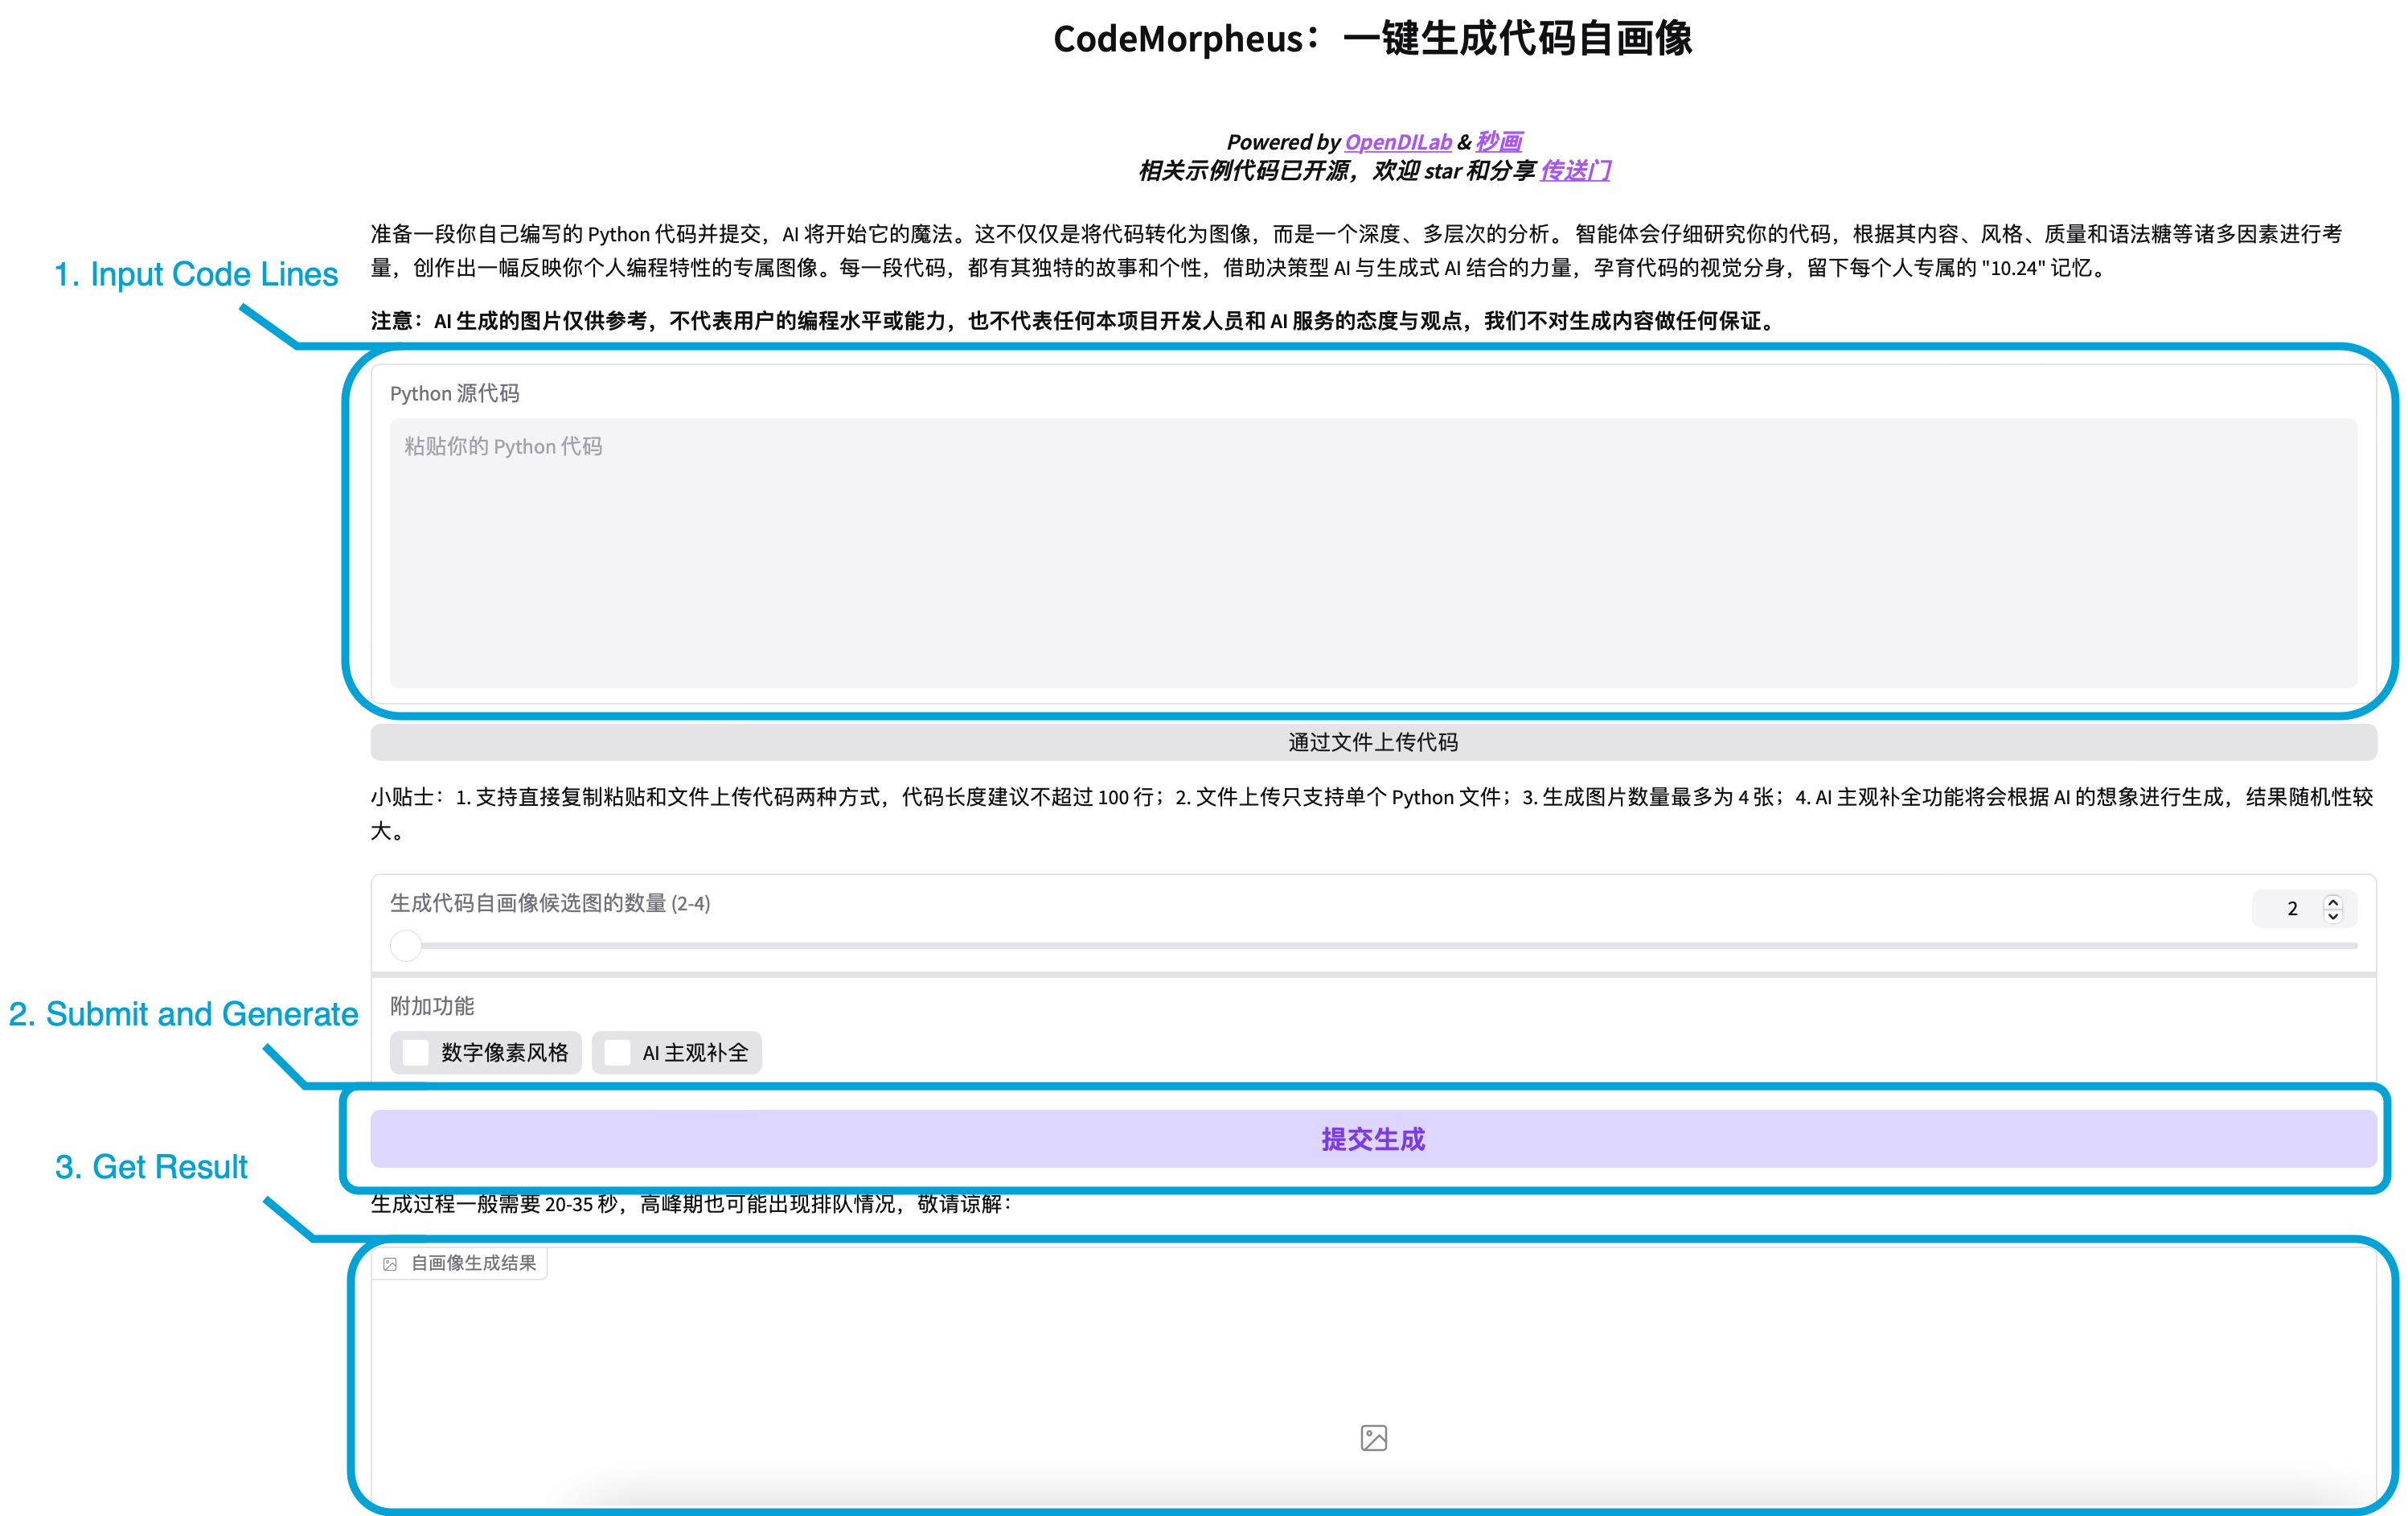 CodeMorpheus：一键生成代码自画像
Powered by OpenDILab & 秒画
相关示例代码已开源，欢迎 star 和分享 传送门
准备一段你自己编写的 Python 代码并提交，AI 将开始它的魔法。这不仅仅是将代码转化为图像，而是一个深度、多层次的分析。 智能体会仔细研究你的代码，根据其内容、风格、质量和语法糖等诸多因素进行考
量，创作出一幅反映你个人编程特性的专属图像。每一段代码，都有其独特的故事和个性，借助决策型 AI 与生成式 AI 结合的力量，孕育代码的视觉分身，留下每个人专属的 "10.24" 记忆。
1. Input Code Lines
注意：AI 生成的图片仅供参考，不代表用户的编程水平或能力，也不代表任何本项目开发人员和 AI 服务的态度与观点，我们不对生成内容做任何保证。
Python 源代码
粘贴你的 Python 代码
通过文件上传代码
小贴士：1. 支持直接复制粘贴和文件上传代码两种方式，代码长度建议不超过 100 行；2. 文件上传只支持单个 Python 文件；3. 生成图片数量最多为 4 张；4. AI 主观补全功能将会根据 AI 的想象进行生成，结果随机性较
大。
生成代码自画像候选图的数量 (2-4)
2
2. Submit and Generate
附加功能
数字像素风格
AI 主观补全
提交生成
3. Get Result
生成过程一般需要 20-35 秒，高峰期也可能出现排队情况，敬请谅解：
自画像生成结果